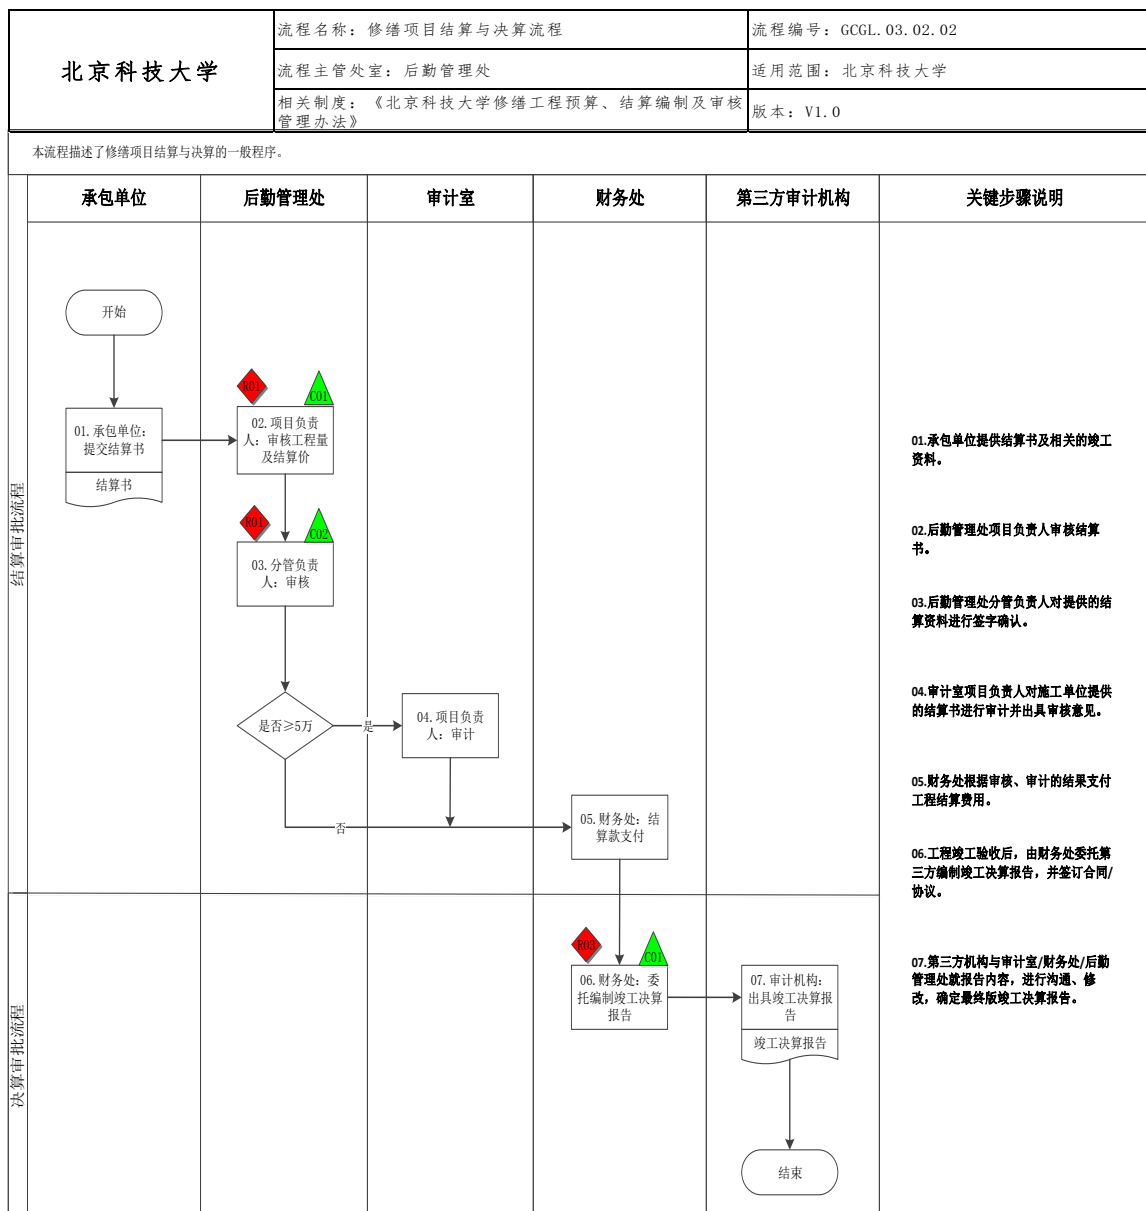 北京科技大学
流程名称：修缮项目结算与决算流程
流程编号：GCGL.03.02.02
流程主管处室：后勤管理处
适用范围：北京科技大学
相关制度：《北京科技大学修缮工程预算、结算编制及审核
管理办法》
版本：V1.0
本流程描述了修缮项目结算与决算的一般程序。
承包单位
后勤管理处
审计室
财务处
第三方审计机构
关键步骤说明
结算审批流程
开始
01.承包单位：
提交结算书
结算书
R01
C01
02.项目负责
人：审核工程量
及结算价
R01
C02
03.分管负责
人：审核
是否≥5万
是
04.项目负责
人：审计
否
05.财务处：结
算款支付
决算审批流程
R03
C01
06.财务处：委
托编制竣工决算
报告
07.审计机构：
出具竣工决算报
告
竣工决算报告
结束
01.承包单位提供结算书及相关的竣工
资料。
02.后勤管理处项目负责人审核结算
书。
03.后勤管理处分管负责人对提供的结
算资料进行签字确认。
04.审计室项目负责人对施工单位提供
的结算书进行审计并出具审核意见。
05.财务处根据审核、审计的结果支付
工程结算费用。
06.工程竣工验收后，由财务处委托第
三方编制竣工决算报告，并签订合同/
协议。
07.第三方机构与审计室/财务处/后勤
管理处就报告内容，进行沟通、修
改，确定最终版竣工决算报告。